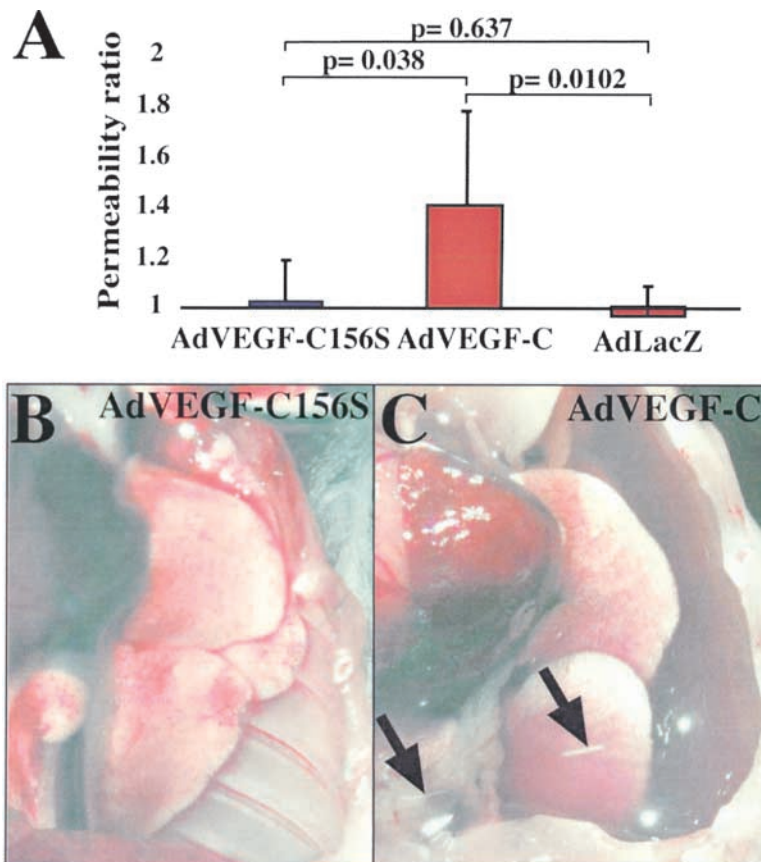 A
Permeability ratio
2
1.8
1.6
1.4
1.2
1
p= 0.637
p= 0.038
p= 0.0102
AdVEGF-C156S
AdVEGF-C
AdLacZ
B
AdVEGF-C156S
C
AdVEGF-C